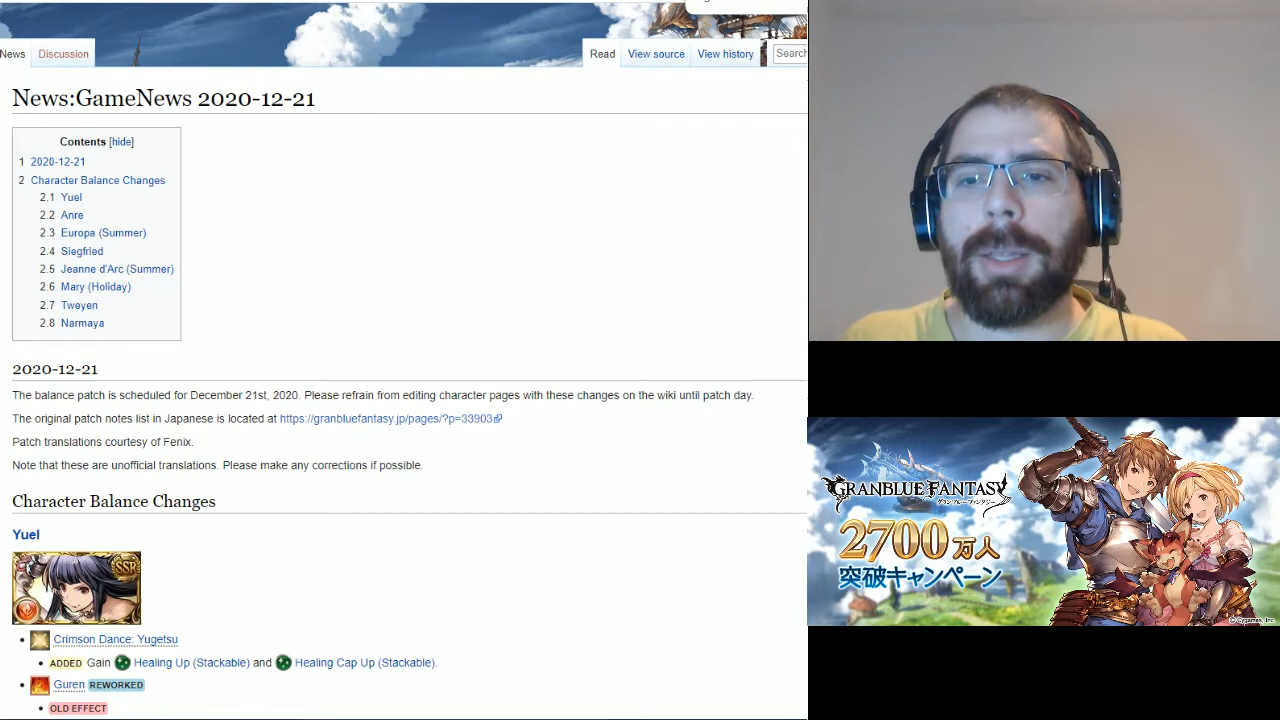 News
Discussion
Read
View source
View history
Search
News:GameNews 2020-12-21
Contents [hide]
1 2020-12-21
2 Character Balance Changes
2.1 Yuel
2.2 Anre
2.3 Europa (Summer)
2.4 Siegfried
2.5 Jeanne d'Arc (Summer)
2.6 Mary (Holiday)
2.7 Tweyen
2.8 Narmaya
2020-12-21
The balance patch is scheduled for December 21st, 2020. Please refrain from editing character pages with these changes on the wiki until patch day.
The original patch notes list in Japanese is located at https://granbluefantasy.jp/pages/?p=33903
Patch translations courtesy of Fenix.
Note that these are unofficial translations. Please make any corrections if possible.
Character Balance Changes
Yuel
SSR
• Crimson Dance: Yugetsu
• ADDED Gain Healing Up (Stackable) and Healing Cap Up (Stackable).
• Guren REWORKED
• OLD EFFECT
GRANBLUE FANTASY
グランブルーファンタジー
2700万人
突破キャンペーン
© Cygames, Inc.